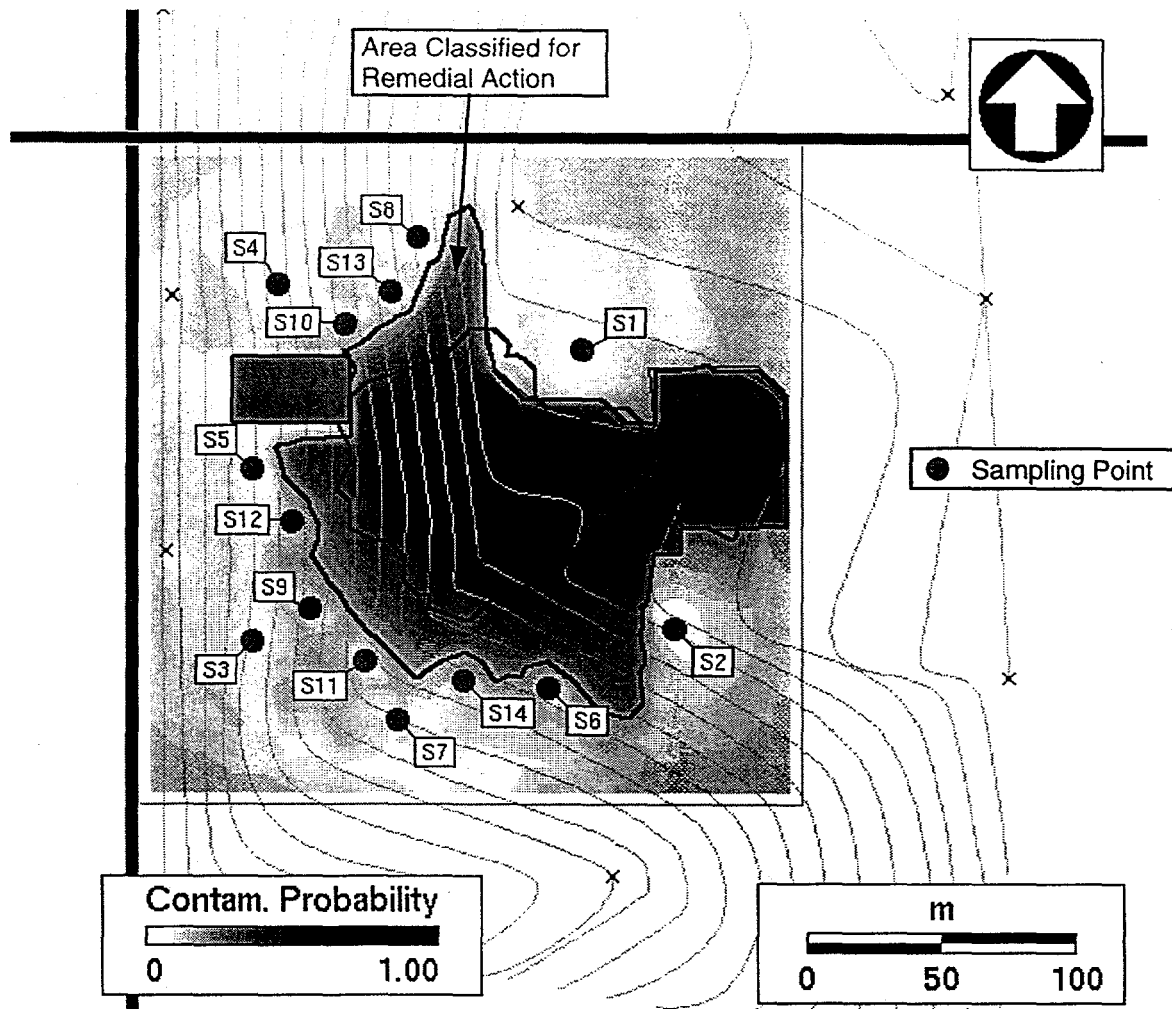 Area Classified for
Remedial Action
S8
S4
S13
S10
S1
S5
Sampling Point
S12
S9
S3
S11
S2
S14
S6
S7
Contam. Probability
0 1.00
m
0 50 100